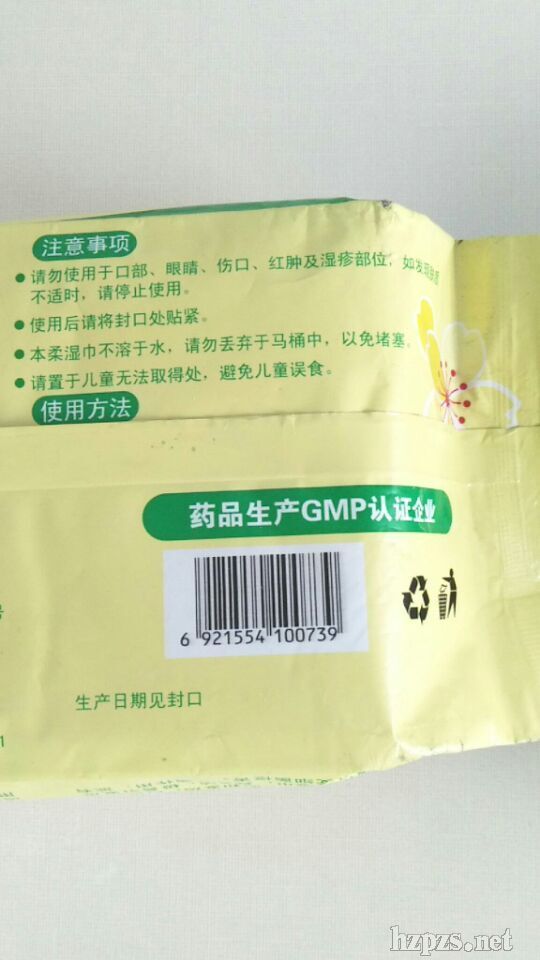 注意事项
●请勿使用于口部、眼睛、伤口、红肿及湿疹部位，如发现
不适时，请停止使用。
●使用后请将封口处贴紧。
●本柔湿巾不溶于水，请勿丢弃于马桶中，以免堵塞。
●请置于儿童无法取得处，避免儿童误食。
使用方法
药品生产GMP认证企业
6 921554 100739
号
生产日期见封口
1
hzpzs.net